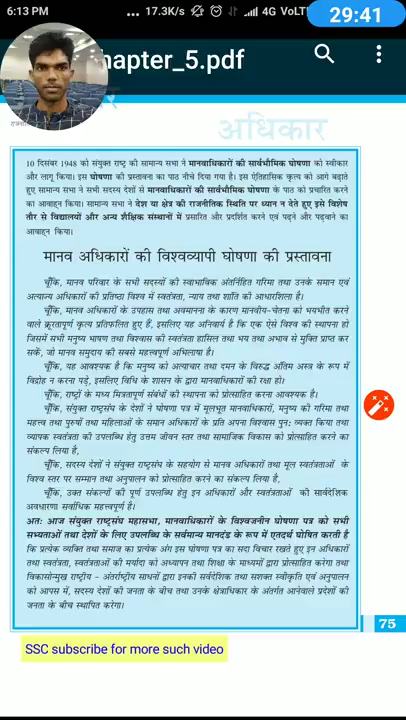 6:13 PM
... 17.3K/s 4G VoLT
29:41
hapter_5.pdf
अधिकार
10 दिसंबर 1948 को संयुक्त राष्ट्र की सामान्य सभा ने मानवाधिकारों की सार्वभौमिक घोषणा को स्वीकार
और लागू किया। इस घोषणा की प्रस्तावना का पाठ नीचे दिया गया है। इस ऐतिहासिक कृत्य को आगे बढ़ाते
हुए सामान्य सभा ने सभी सदस्य देशों से मानवाधिकारों की सार्वभौमिक घोषणा के पाठ को प्रचारित करने
का आवाहन किया। सामान्य सभा ने देश या क्षेत्र की राजनीतिक स्थिति पर ध्यान न देते हुए इसे विशेष
तौर से विद्यालयों और अन्य शैक्षिक संस्थानों में प्रसारित और प्रदर्शित करने एवं पढ़ने और पढ़वाने का
आवाहन किया।
मानव अधिकारों की विश्वव्यापी घोषणा की प्रस्तावना
चूँकि, मानव परिवार के सभी सदस्यों की स्वाभाविक अंतर्निहित गरिमा तथा उनके समान एवं
अत्याज्य अधिकारों की प्रतिष्ठा विश्व में स्वतंत्रता, न्याय तथा शांति की आधारशिला है।
चूँकि, मानव अधिकारों के उपहास तथा अवमानना के कारण मानवीय-चेतना को भयभीत करने
वाले क्रूरतापूर्ण कृत्य प्रतिफलित हुए हैं, इसलिए यह अनिवार्य है कि एक ऐसे विश्व की स्थापना हो
जिसमें सभी मनुष्य भाषण तथा विश्वास की स्वतंत्रता हासिल तथा भय तथा अभाव से मुक्ति प्राप्त कर
सकें, जो मानव समुदाय की सबसे महत्त्वपूर्ण अभिलाषा है।
चूँकि, यह आवश्यक है कि मनुष्य को अत्याचार तथा दमन के विरुद्ध अंतिम अस्त्र के रूप में
विद्रोह न करना पड़े, इसलिए विधि के शासन के द्वारा मानवाधिकारों की रक्षा हो।
चूँकि, राष्ट्रों के मध्य मित्रतापूर्ण संबंधों की स्थापना को प्रोत्साहित करना आवश्यक है।
चूँकि, संयुक्त राष्ट्रसंघ के देशों ने घोषणा पत्र में मूलभूत मानवाधिकारों, मनुष्य की गरिमा तथा
महत्त्व तथा पुरुषों तथा महिलाओं के समान अधिकारों के प्रति अपना विश्वास पुन: व्यक्त किया तथा
व्यापक स्वतंत्रता की उपलब्धि हेतु उत्तम जीवन स्तर तथा सामाजिक विकास को प्रोत्साहित करने का
संकल्प लिया है,
चूँकि, सदस्य देशों ने संयुक्त राष्ट्रसंघ के सहयोग से मानव अधिकारों तथा मूल स्वतंत्रताओं के
विश्व स्तर पर सम्मान तथा अनुपालन को प्रोत्साहित करने का संकल्प लिया है,
चूँकि, उक्त संकल्पों की पूर्ण उपलब्धि हेतु इन अधिकारों और स्वतंत्रताओं की सार्वदेशिक
अवधारणा सर्वाधिक महत्त्वपूर्ण है।
अत: आज संयुक्त राष्ट्रसंघ महासभा, मानवाधिकारों के विश्वजनीन घोषणा पत्र को सभी
सभ्यताओं तथा देशों के लिए उपलब्धि के सर्वमान्य मानदंड के रूप में एतदर्थ घोषित करती है
कि प्रत्येक व्यक्ति तथा समाज का प्रत्येक अंग इस घोषणा पत्र का सदा विचार रखते हुए इन अधिकारों
तथा स्वतंत्रता, स्वतंत्रताओं की मर्यादा को अध्यापन तथा शिक्षा के माध्यमों द्वारा प्रोत्साहित करेगा तथा
विकासोन्मुख राष्ट्रीय - अंतर्राष्ट्रीय साधनों द्वारा इनकी सर्वदेशिक तथा सशक्त स्वीकृति एवं अनुपालन
को आपस में, सदस्य देशों की जनता के बीच तथा उनके क्षेत्राधिकार के अंतर्गत आनेवाले प्रदेशों की
जनता के बीच स्थापित करेगा।
75
SSC subscribe for more such video